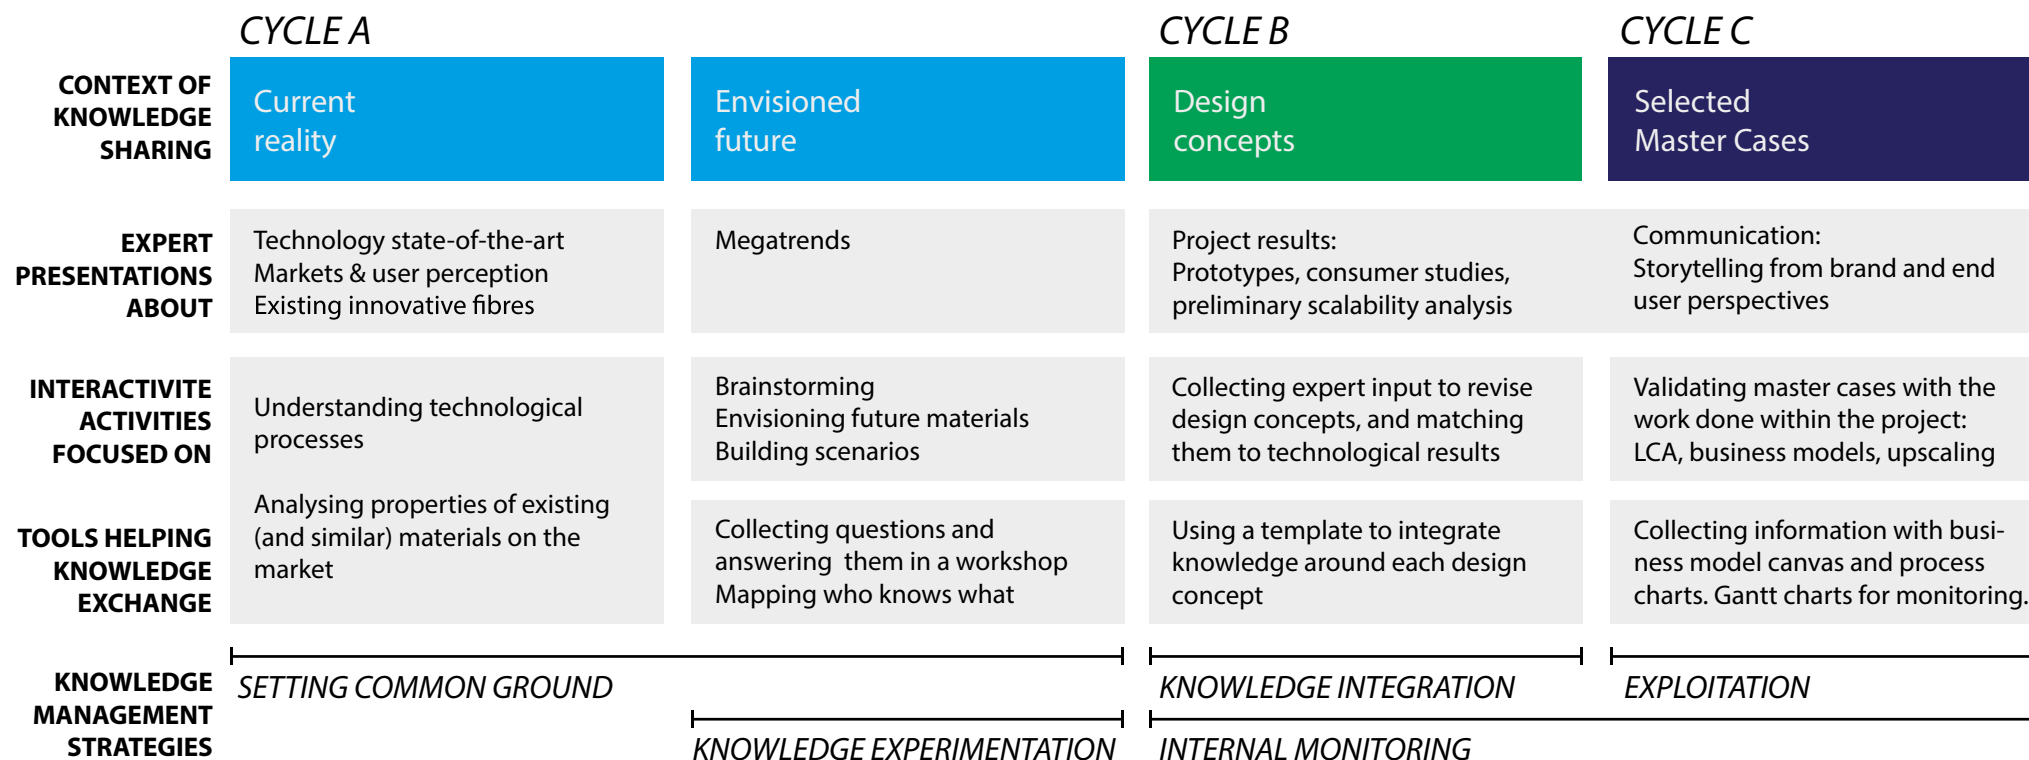 CYCLE A
CYCLE B
CYCLE C
CONTEXT OF
KNOWLEDGE
SHARING
Current
reality
Envisioned
future
Design
concepts
Selected
Master Cases
EXPERT
PRESENTATIONS
ABOUT
Technology state-of-the-art
Markets & user perception
Existing innovative fibres
Megatrends
Project results:
Prototypes, consumer studies,
preliminary scalability analysis
Communication:
Storytelling from brand and end
user perspectives
INTERACTIVITE
ACTIVITIES
FOCUSED ON
Understanding technological
processes
Analysing properties of existing
(and similar) materials on the
market
Brainstorming
Envisioning future materials
Building scenarios
Collecting expert input to revise
design concepts, and matching
them to technological results
Validating master cases with the
work done within the project:
LCA, business models, upscaling
TOOLS HELPING
KNOWLEDGE
EXCHANGE
Collecting questions and
answering them in a workshop
Mapping who knows what
Using a template to integrate
knowledge around each design
concept
Collecting information with busi-
ness model canvas and process
charts. Gantt charts for monitoring.
KNOWLEDGE
MANAGEMENT
STRATEGIES
SETTING COMMON GROUND
KNOWLEDGE INTEGRATION
EXPLOITATION
KNOWLEDGE EXPERIMENTATION
INTERNAL MONITORING